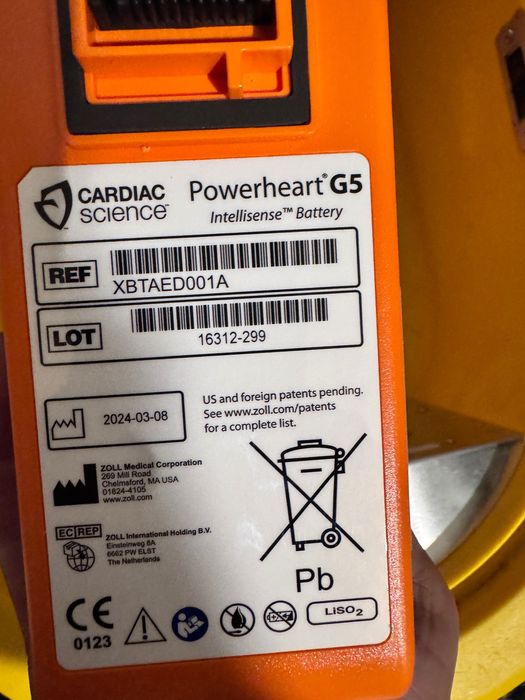 CARDIAC
SCIENCE™
Powerheart® G5
Intellisense™ Battery
REF
XBTAED001A
LOT
16312-299
2024-03-08
US and foreign patents pending.
See www.zoll.com/patents
for a complete list.
ZOLL Medical Corporation
269 Mill Road
Chelmsford, MA USA
01824-4105
www.zoll.com
EC REP
ZOLL International Holding B.V.
Einsteinweg 8A
6662 PW ELST
The Netherlands
Pb
CE
0123
LiSO₂